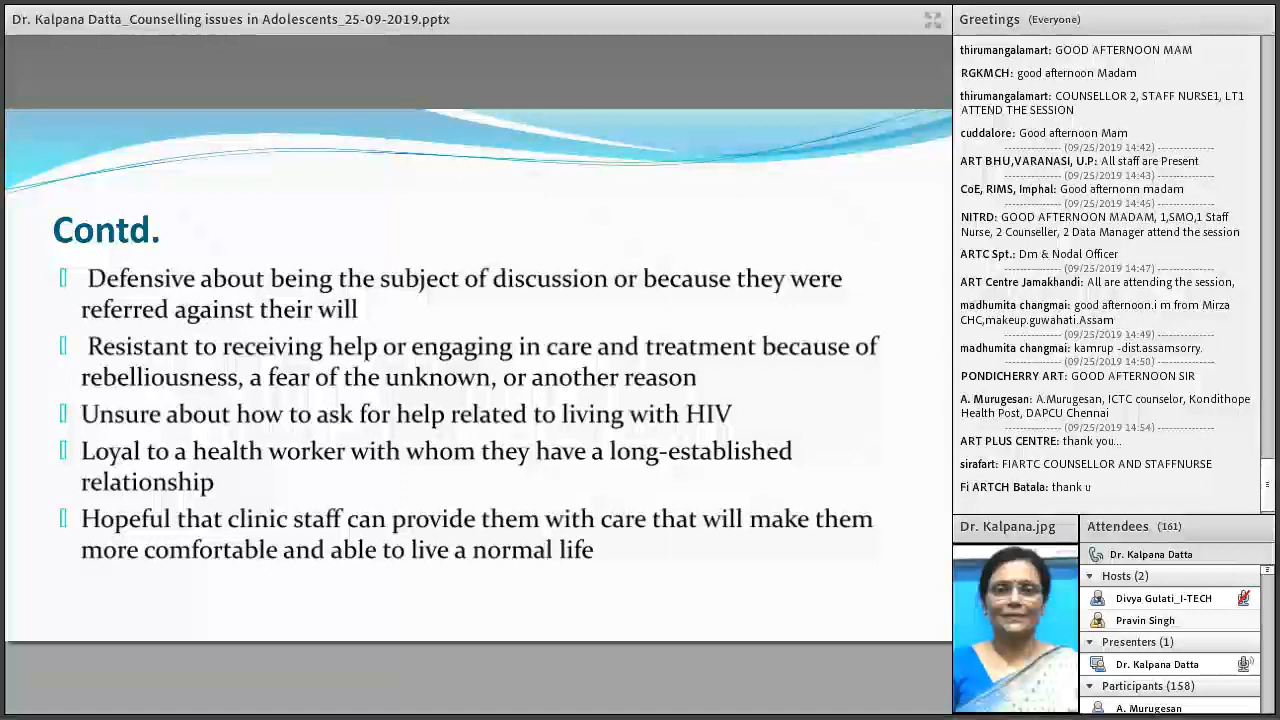 Dr. Kalpana Datta_Counselling issues in Adolescents_25-09-2019.pptx
Contd.
Defensive about being the subject of discussion or because they were
referred against their will
Resistant to receiving help or engaging in care and treatment because of
rebelliousness, a fear of the unknown, or another reason
Unsure about how to ask for help related to living with HIV
Loyal to a health worker with whom they have a long-established
relationship
Hopeful that clinic staff can provide them with care that will make them
more comfortable and able to live a normal life
Greetings (Everyone)
thirumangalamart: GOOD AFTERNOON MAM
RGKMCH: good afternoon Madam
thirumangalamart: COUNSELLOR 2, STAFF NURSE1, LT1
ATTEND THE SESSION
cuddalore: Good afternoon Mam
---------------- (09/25/2019 14:42) ----------------
ART BHU,VARANASI, U.P: All staff are Present
---------------- (09/25/2019 14:43) ----------------
CoE, RIMS, Imphal: Good afternonn madam
---------------- (09/25/2019 14:45) ----------------
NITRD: GOOD AFTERNOON MADAM, 1,SMO,1 Staff
Nurse, 2 Counseller, 2 Data Manager attend the session
ARTC Spt.: Dm & Nodal Officer
---------------- (09/25/2019 14:47) ----------------
ART Centre Jamakhandi: All are attending the session,
madhumita changmai: good afternoon.i m from Mirza
CHC,makeup.guwahati.Assam
---------------- (09/25/2019 14:49) ----------------
madhumita changmai: kamrup -dist.assamsorry.
---------------- (09/25/2019 14:50) ----------------
PONDICHERRY ART: GOOD AFTERNOON SIR
A. Murugesan: A.Murugesan, ICTC counselor, Kondithope
Health Post, DAPCU Chennai
---------------- (09/25/2019 14:54) ----------------
ART PLUS CENTRE: thank you...
sirafart: FIARTC COUNSELLOR AND STAFFNURSE
Fi ARTCH Batala: thank u
Dr. Kalpana.jpg
Attendees (161)
Dr. Kalpana Datta
Hosts (2)
Divya Gulati_I-TECH
Pravin Singh
Presenters (1)
Dr. Kalpana Datta
Participants (158)
A. Murugesan